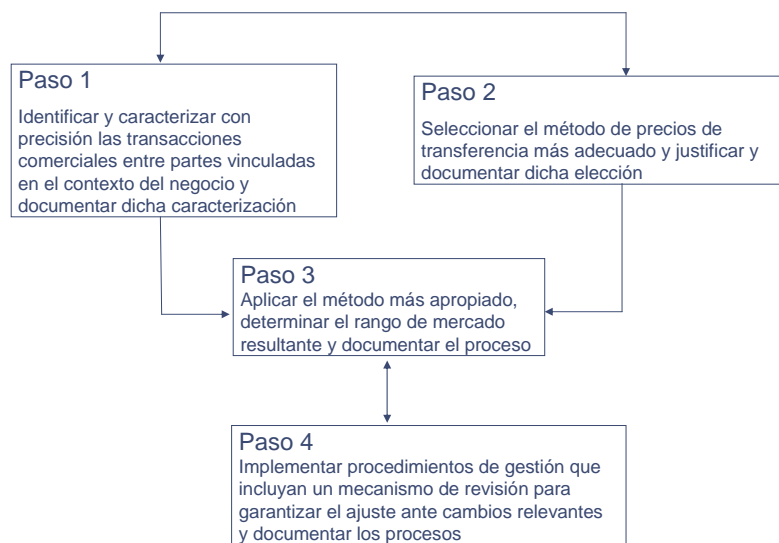 Paso 1
Identificar y caracterizar con
precisión las transacciones
comerciales entre partes vinculadas
en el contexto del negocio y
documentar dicha caracterización
Paso 2
Seleccionar el método de precios de
transferencia más adecuado y justificar y
documentar dicha elección
Paso 3
Aplicar el método más apropiado,
determinar el rango de mercado
resultante y documentar el proceso
Paso 4
Implementar procedimientos de gestión que
incluyan un mecanismo de revisión para
garantizar el ajuste ante cambios relevantes
y documentar los procesos